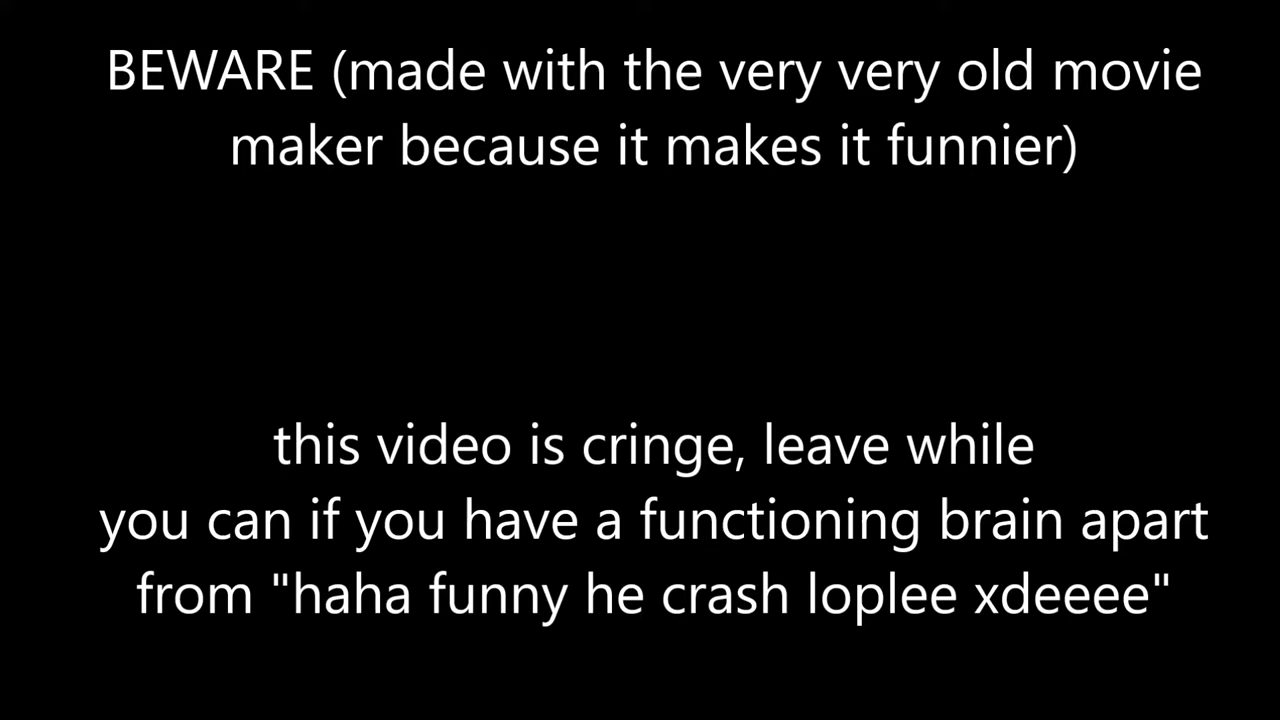 BEWARE (made with the very very old movie
maker because it makes it funnier)
this video is cringe, leave while
you can if you have a functioning brain apart
from "haha funny he crash loplee xdeeee"